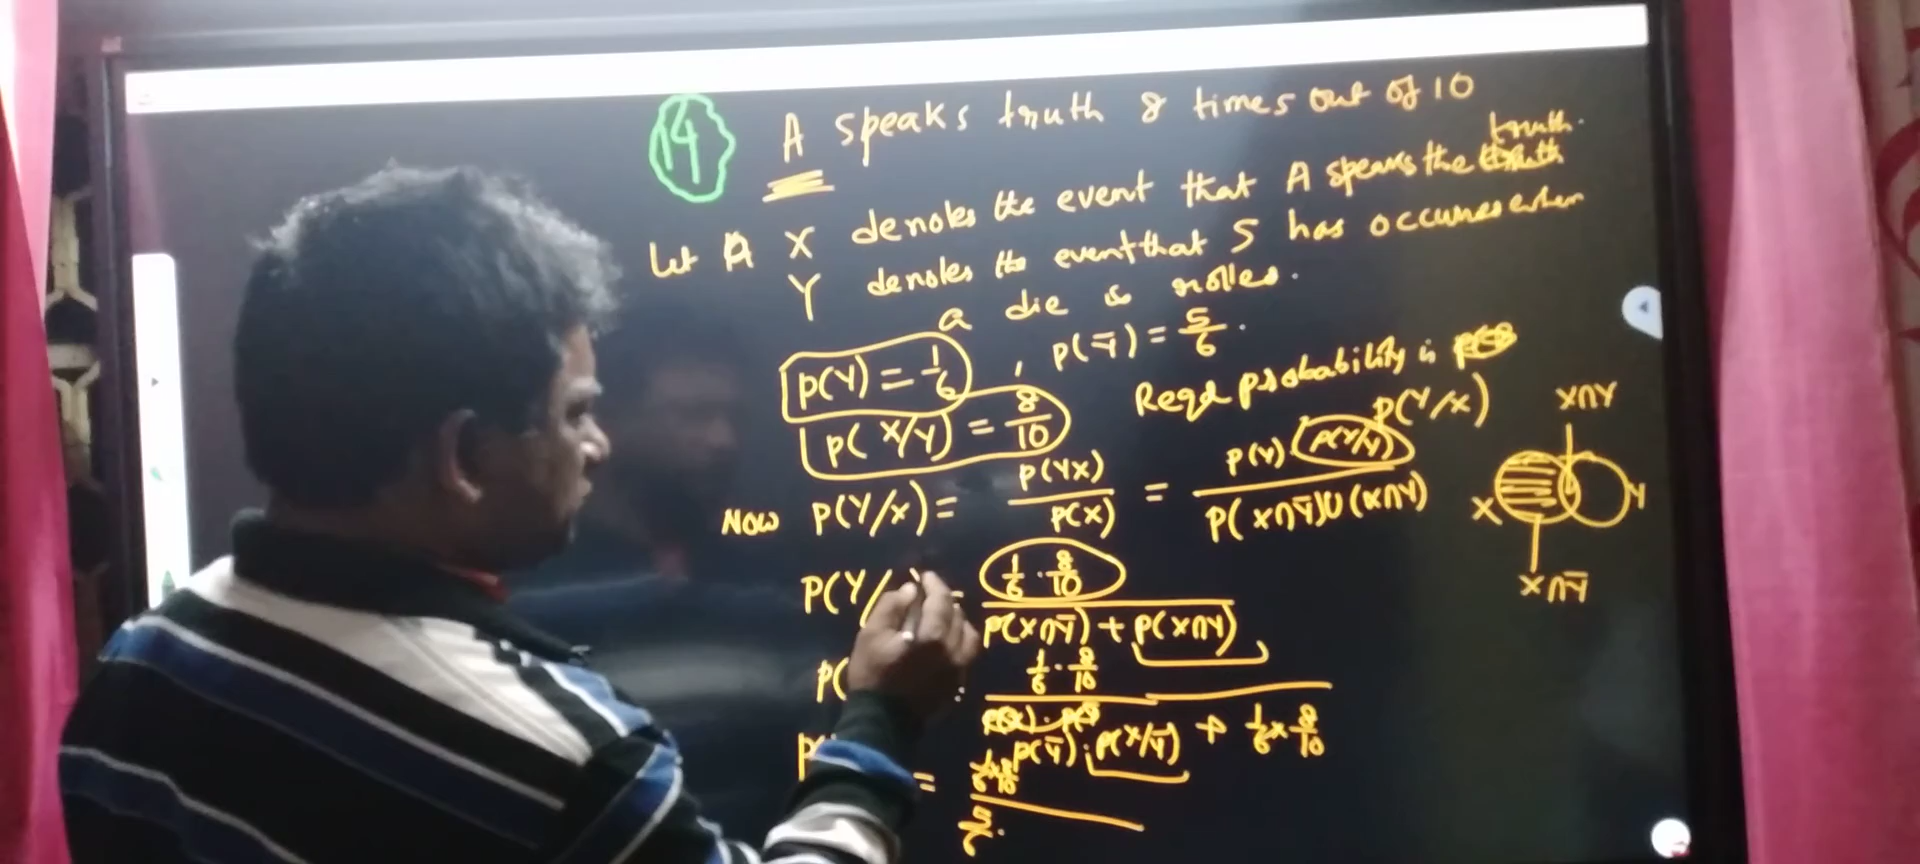 14 A speaks truth 8 times out of 10
truth.
Let A X denotes the event that A speaks the truth
Y denotes the event that 5 has occurred when
a die is rolled.
P(Y) = 1/6 , P(Ȳ) = 5/6 .
Reqd probability is
P(X/Y) = 8/10 P(Y/X)
X∩Y
Now P(Y/X) = P(YX)/P(X) = P(Y) P(X/Y) / P(X∩Ȳ)∪(X∩Y)
X Y
X∩Ȳ
P(Y/ = 1/6 · 8/10 / P(X∩Ȳ) + P(X∩Y)
P( = 1/6 · 8/10 / P(Ȳ) · P(X/Ȳ) + 1/6 × 8/10
=